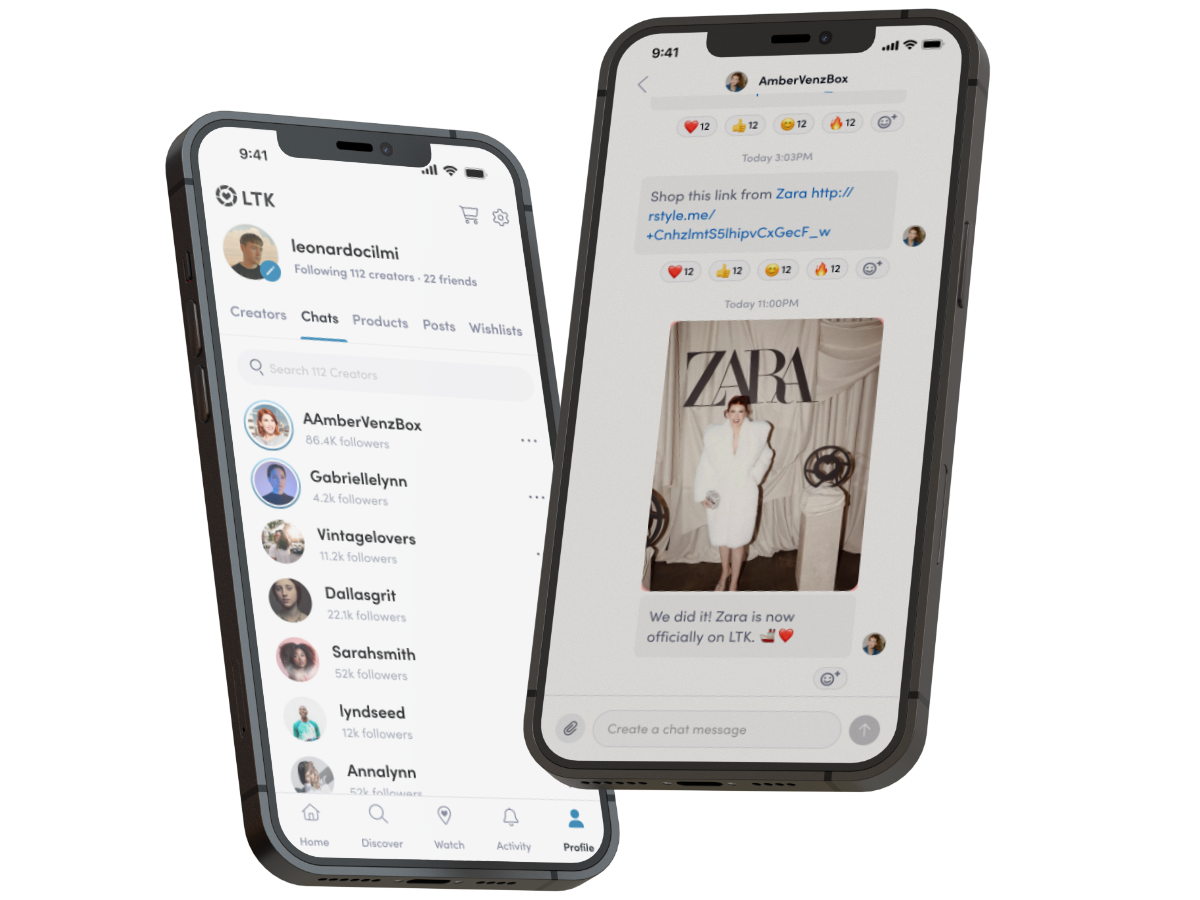 9:41
LTK
leonardocilmi
Following 112 creators · 22 friends
Creators Chats Products Posts Wishlists
Search 112 Creators
AAmberVenzBox
86.4K followers
Gabriellelynn
4.2k followers
Vintagelovers
11.2k followers
Dallasgrit
22.1k followers
Sarahsmith
52k followers
lyndseed
12k followers
Annalynn
52k followers
Home Discover Watch Activity Profile
9:41
AmberVenzBox
❤️12 👍12 😊12 🔥12
Today 3:03PM
Shop this link from Zara http://
rstyle.me/
+CnhzlmtS5lhipvCxGecF_w
❤️12 👍12 😊12 🔥12
Today 11:00PM
ZARA
We did it! Zara is now
officially on LTK. ❤️
Create a chat message